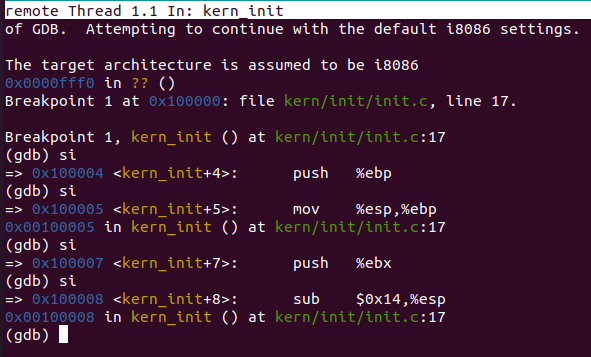 remote Thread 1.1 In: kern_init
of GDB.  Attempting to continue with the default i8086 settings.
The target architecture is assumed to be i8086
0x0000fff0 in ?? ()
Breakpoint 1 at 0x100000: file kern/init/init.c, line 17.
Breakpoint 1, kern_init () at kern/init/init.c:17
(gdb) si
=> 0x100004 <kern_init+4>:      push   %ebp
(gdb) si
=> 0x100005 <kern_init+5>:      mov    %esp,%ebp
0x00100005 in kern_init () at kern/init/init.c:17
(gdb) si
=> 0x100007 <kern_init+7>:      push   %ebx
(gdb) si
=> 0x100008 <kern_init+8>:      sub    $0x14,%esp
0x00100008 in kern_init () at kern/init/init.c:17
(gdb)